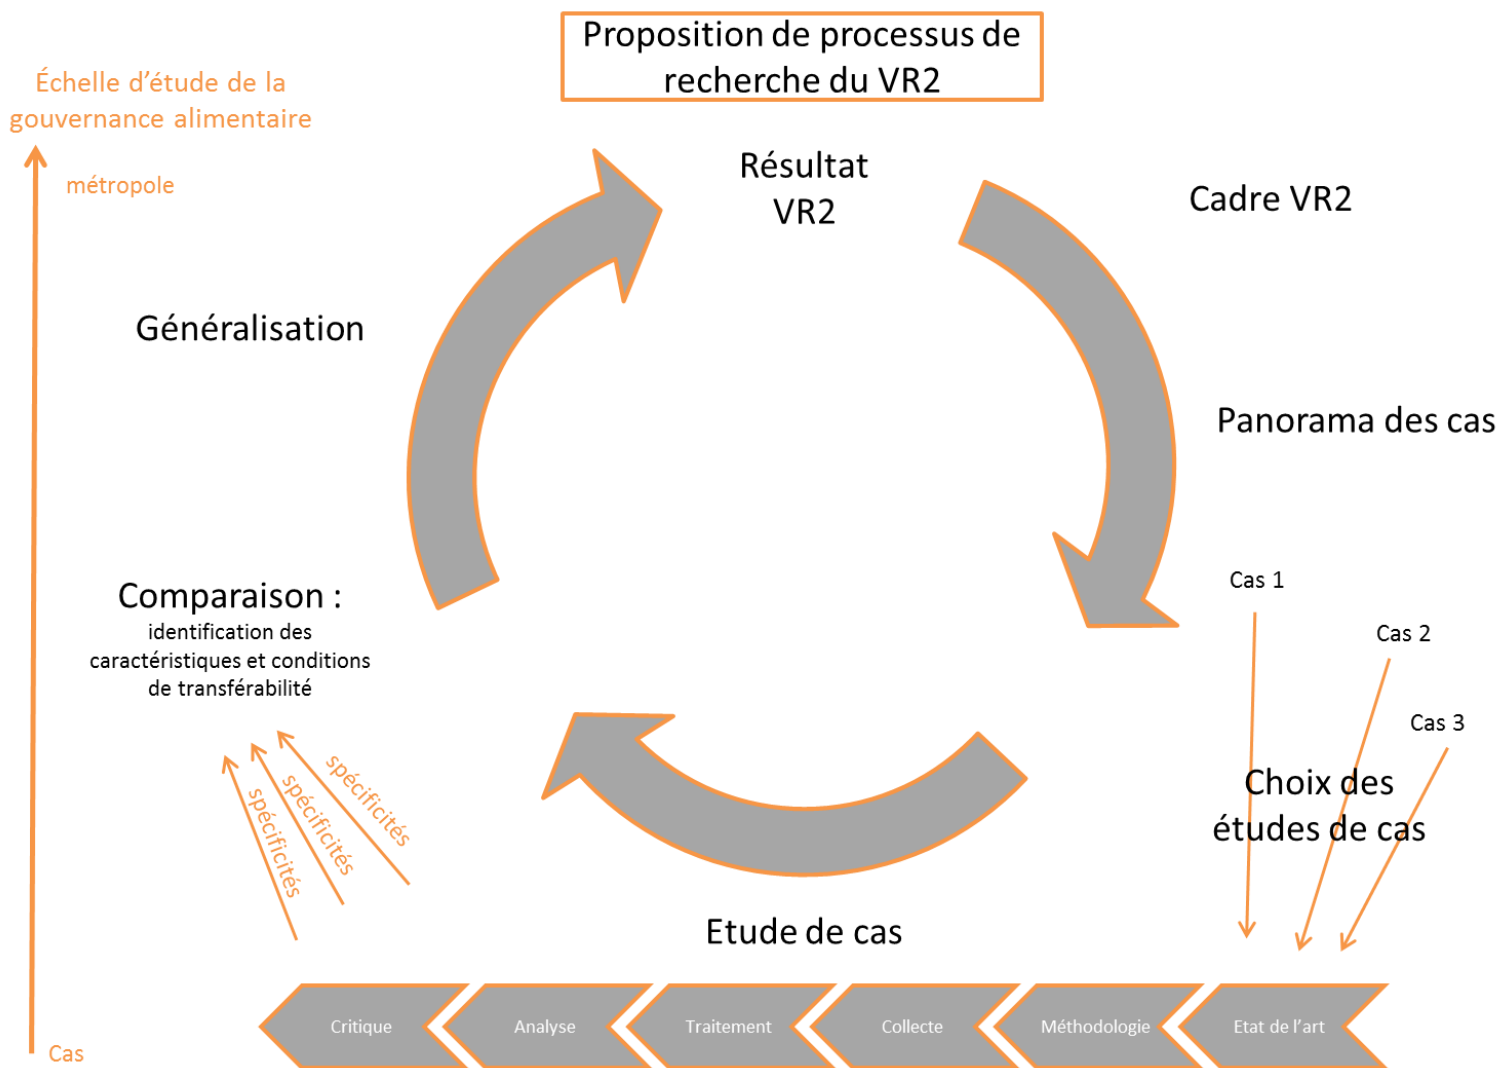 Proposition de processus de
recherche du VR2
Échelle d’étude de la
gouvernance alimentaire
métropole
Résultat
VR2
Cadre VR2
Généralisation
Panorama des cas
Cas 1
Cas 2
Cas 3
Choix des
études de cas
Comparaison :
identification des
caractéristiques et conditions
de transférabilité
spécificités
spécificités
spécificités
Etude de cas
Critique
Analyse
Traitement
Collecte
Méthodologie
Etat de l’art
Cas